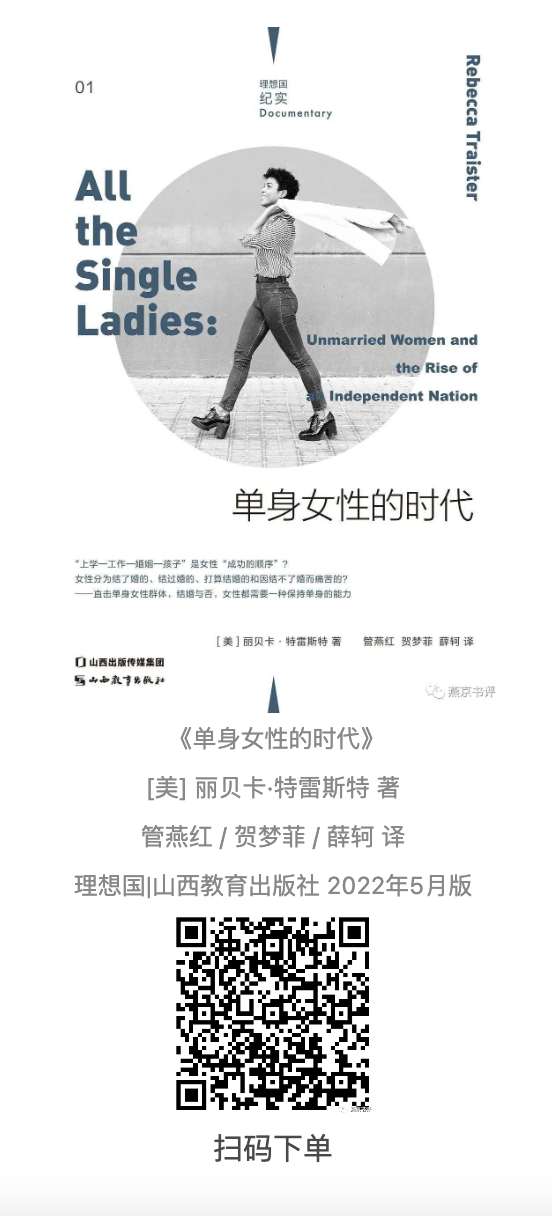 01
理想国
纪实
Documentary
Rebecca Traister
All
the
Single
Ladies:
Unmarried Women and
the Rise of
an Independent Nation
单身女性的时代
“上学—工作—婚姻—孩子”是女性“成功的顺序”？
女性分为结了婚的、结过婚的、打算结婚的和因结不了婚而痛苦的?
——直击单身女性群体，结婚与否，女性都需要一种保持单身的能力
[美] 丽贝卡·特雷斯特 著 管燕红 贺梦菲 薛轲 译
山西出版传媒集团
山西教育出版社
燕京书评
《单身女性的时代》
[美] 丽贝卡·特雷斯特 著
管燕红 / 贺梦菲 / 薛轲 译
理想国|山西教育出版社 2022年5月版
扫码下单